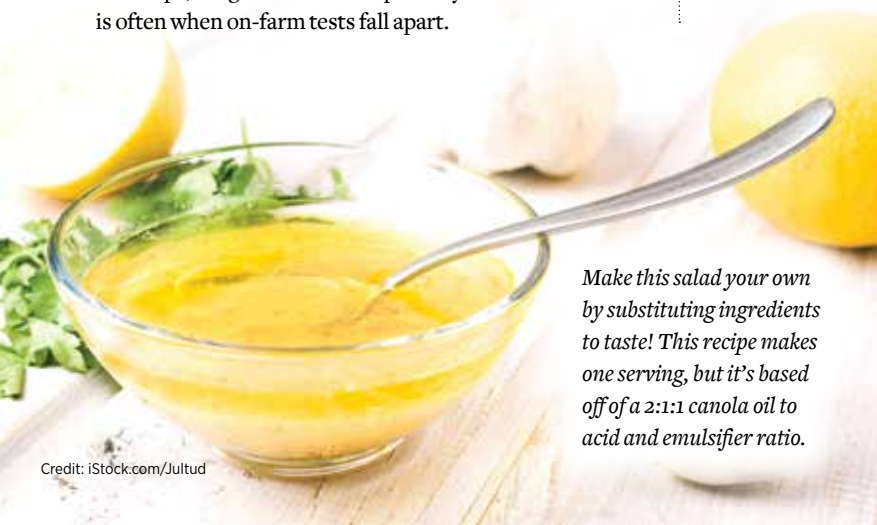 is often when on-farm tests fall apart.
Make this salad your own
by substituting ingredients
to taste! This recipe makes
one serving, but it's based
off of a 2:1:1 canola oil to
acid and emulsifier ratio.
Credit: iStock.com/Jultud